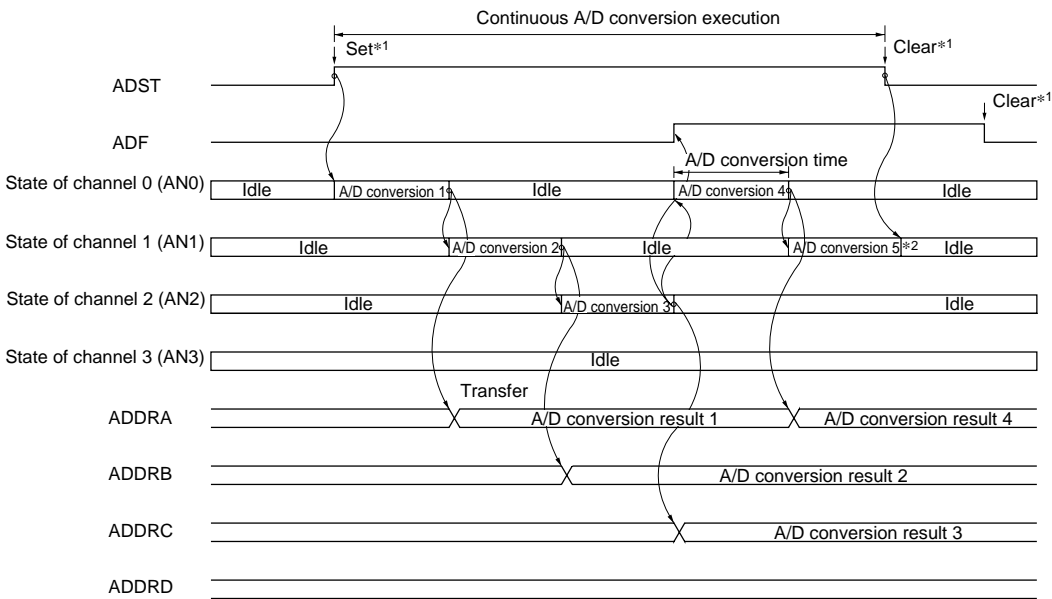 Continuous A/D conversion execution
Set*1
Clear*1
ADST
Clear*1
ADF
A/D conversion time
State of channel 0 (AN0)
Idle
A/D conversion 1
Idle
A/D conversion 4
Idle
State of channel 1 (AN1)
Idle
A/D conversion 2
Idle
A/D conversion 5
*2
Idle
State of channel 2 (AN2)
Idle
A/D conversion 3
Idle
State of channel 3 (AN3)
Idle
Transfer
ADDRA
A/D conversion result 1
A/D conversion result 4
ADDRB
A/D conversion result 2
ADDRC
A/D conversion result 3
ADDRD